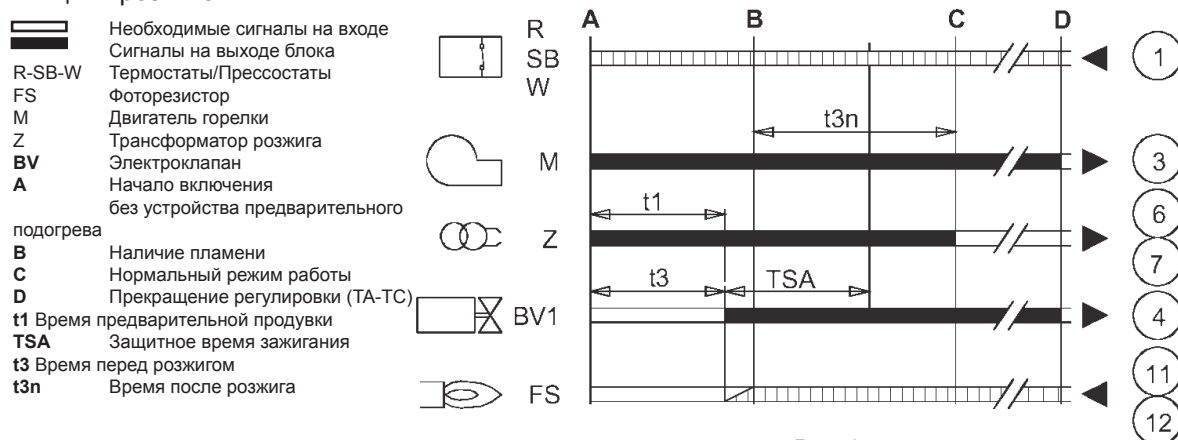 Необходимые сигналы на входе
Сигналы на выходе блока
R-SB-W Термостаты/Прессостаты
FS Фоторезистор
M Двигатель горелки
Z Трансформатор розжига
BV Электроклапан
A Начало включения
без устройства предварительного
подогрева
B Наличие пламени
C Нормальный режим работы
D Прекращение регулировки (TA-TC)
t1 Время предварительной продувки
TSA Защитное время зажигания
t3 Время перед розжигом
t3n Время после розжига
A B C D
R
SB
W
1
t3n
M
3
t1
Z
6
7
t3 TSA
BV1
4
FS
11
12